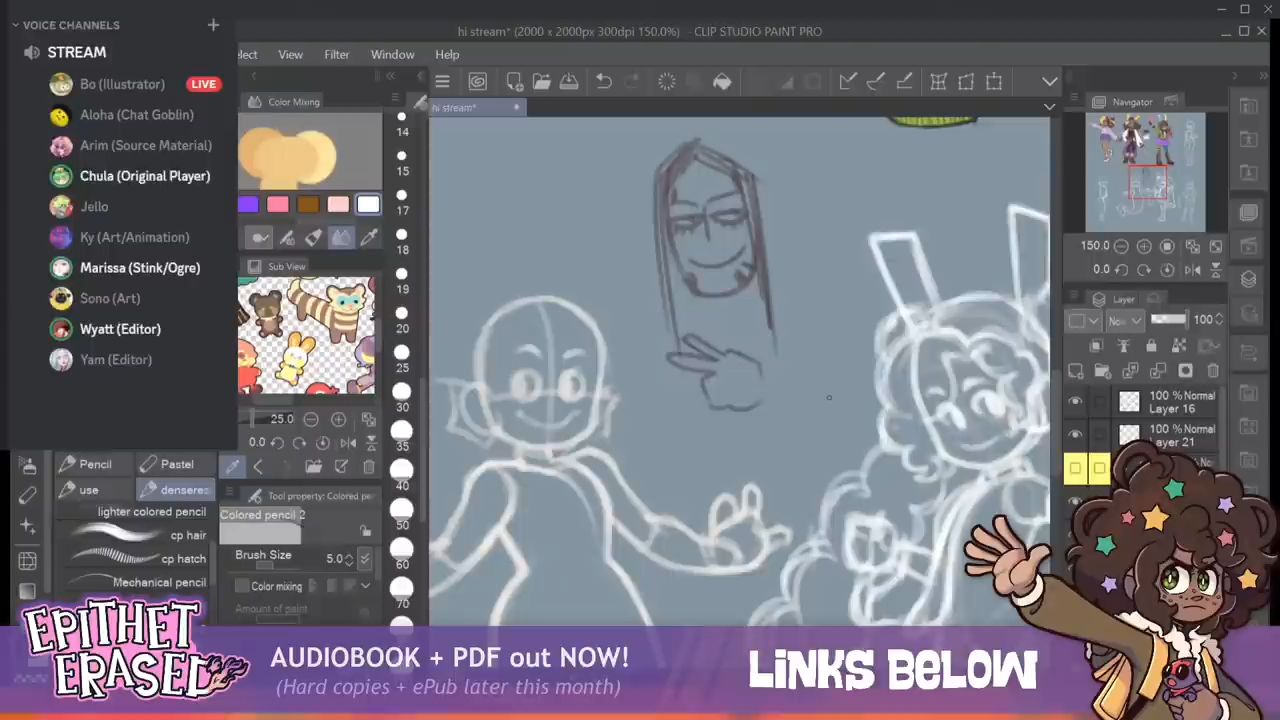 VOICE CHANNELS
STREAM
Bo (Illustrator)
LIVE
Aloha (Chat Goblin)
Arim (Source Material)
Chula (Original Player)
Jello
Ky (Art/Animation)
Marissa (Stink/Ogre)
Sono (Art)
Wyatt (Editor)
Yam (Editor)
hi stream* (2000 x 2000px 300dpi 150.0%) - CLIP STUDIO PAINT PRO
lect View Filter Window Help
Color Mixing
hi stream*
Navigator
14
15
17
18
19
20
30
35
40
50
60
70
Sub View
25.0
0.0
150.0
0.0
Layer
100
100 % Normal
Layer 16
100 % Normal
Layer 21
Pencil
Pastel
use
denseres
lighter colored pencil
cp hair
cp hatch
Mechanical pencil
Tool property: Colored per
Colored pencil 2
Brush Size
5.0
Color mixing
Amount of paint
EPITHET
ERASED
AUDIOBOOK + PDF out NOW!
(Hard copies + ePub later this month)
LINKS BELOW